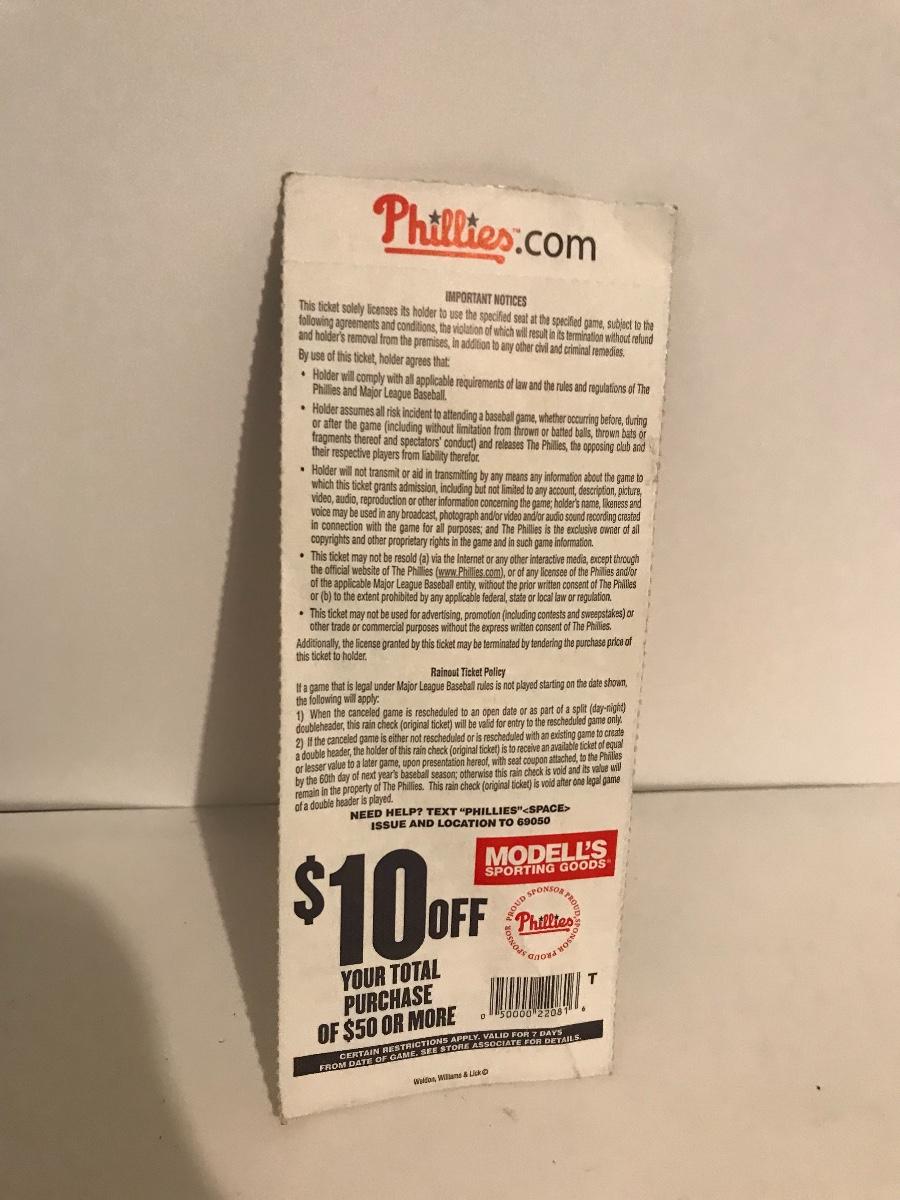 Phillies™.com
IMPORTANT NOTICES
This ticket solely licenses its holder to use the specified seat at the specified game, subject to the
following agreements and conditions, the violation of which will result in its termination without refund
and holder's removal from the premises, in addition to any other civil and criminal remedies.
By use of this ticket, holder agrees that:
• Holder will comply with all applicable requirements of law and the rules and regulations of The
Phillies and Major League Baseball.
• Holder assumes all risk incident to attending a baseball game, whether occurring before, during
or after the game (including without limitation from thrown or batted balls, thrown bats or
fragments thereof and spectators' conduct) and releases The Phillies, the opposing club and
their respective players from liability therefor.
• Holder will not transmit or aid in transmitting by any means any information about the game to
which this ticket grants admission, including but not limited to any account, description, picture,
video, audio, reproduction or other information concerning the game; holder's name, likeness and
voice may be used in any broadcast, photograph and/or video and/or audio sound recording created
in connection with the game for all purposes; and The Phillies is the exclusive owner of all
copyrights and other proprietary rights in the game and in such game information.
• This ticket may not be resold (a) via the Internet or any other interactive media, except through
the official website of The Phillies (www.Phillies.com), or of any licensee of the Phillies and/or
of the applicable Major League Baseball entity, without the prior written consent of The Phillies
or (b) to the extent prohibited by any applicable federal, state or local law or regulation.
• This ticket may not be used for advertising, promotion (including contests and sweepstakes) or
other trade or commercial purposes without the express written consent of The Phillies.
Additionally, the license granted by this ticket may be terminated by tendering the purchase price of
this ticket to holder.
Rainout Ticket Policy
If a game that is legal under Major League Baseball rules is not played starting on the date shown,
the following will apply:
1) When the canceled game is rescheduled to an open date or as part of a split (day-night)
doubleheader, this rain check (original ticket) will be valid for entry to the rescheduled game only.
2) If the canceled game is either not rescheduled or is rescheduled with an existing game to create
a double header, the holder of this rain check (original ticket) is to receive an available ticket of equal
or lesser value to a later game, upon presentation hereof, with seat coupon attached, to the Phillies
by the 60th day of next year's baseball season; otherwise this rain check is void and its value will
remain in the property of The Phillies. This rain check (original ticket) is void after one legal game
of a double header is played.
NEED HELP? TEXT "PHILLIES"<SPACE>
ISSUE AND LOCATION TO 69050
MODELL'S
SPORTING GOODS®
$10 OFF
YOUR TOTAL
PURCHASE
OF $50 OR MORE
PROUD SPONSOR PROUD SPONSOR PROUD SPONSOR
Phillies
T
0 50000 22081 6
CERTAIN RESTRICTIONS APPLY. VALID FOR 7 DAYS
FROM DATE OF GAME. SEE STORE ASSOCIATE FOR DETAILS.
Weldon, Williams & Lick ©